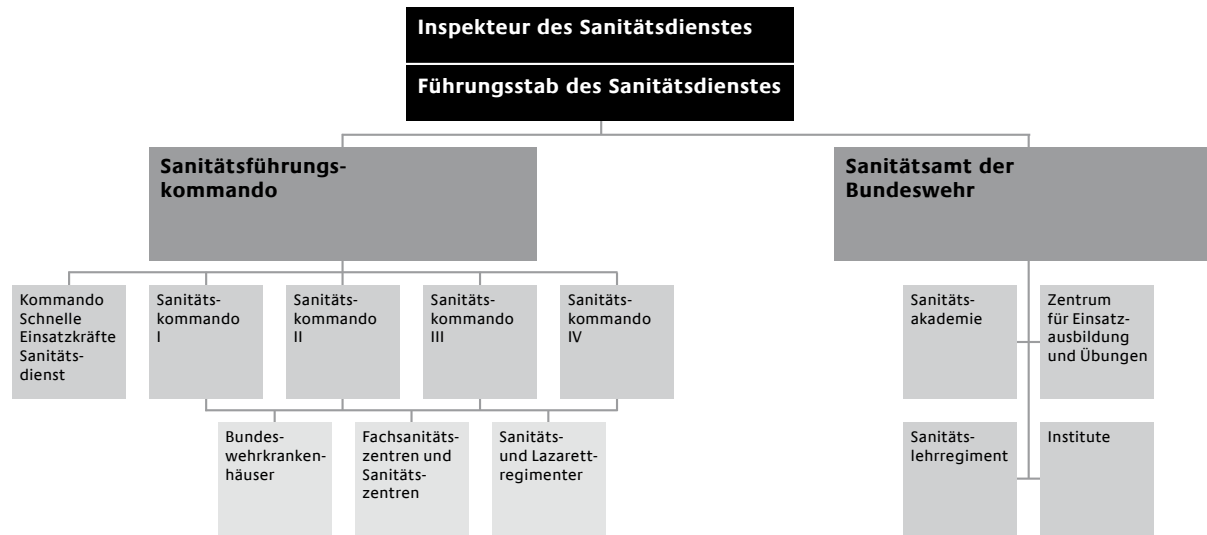 Inspekteur des Sanitätsdienstes
Führungsstab des Sanitätsdienstes
Sanitätsführungs-
kommando
Sanitätsamt der
Bundeswehr
Kommando
Schnelle
Einsatzkräfte
Sanitäts-
dienst
Sanitäts-
kommando
I
Sanitäts-
kommando
II
Sanitäts-
kommando
III
Sanitäts-
kommando
IV
Sanitäts-
akademie
Zentrum
für Einsatz-
ausbildung
und Übungen
Bundes-
wehrkranken-
häuser
Fachsanitäts-
zentren und
Sanitäts-
zentren
Sanitäts-
und Lazarett-
regimenter
Sanitäts-
lehrregiment
Institute